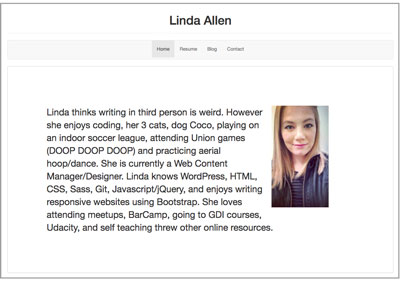 Linda Allen
Home Resume Blog Contact
Linda thinks writing in third person is weird. However
she enjoys coding, her 3 cats, dog Coco, playing on
an indoor soccer league, attending Union games
(DOOP DOOP DOOP) and practicing aerial
hoop/dance. She is currently a Web Content
Manager/Designer. Linda knows WordPress, HTML,
CSS, Sass, Git, Javascript/jQuery, and enjoys writing
responsive websites using Bootstrap. She loves
attending meetups, BarCamp, going to GDI courses,
Udacity, and self teaching threw other online resources.